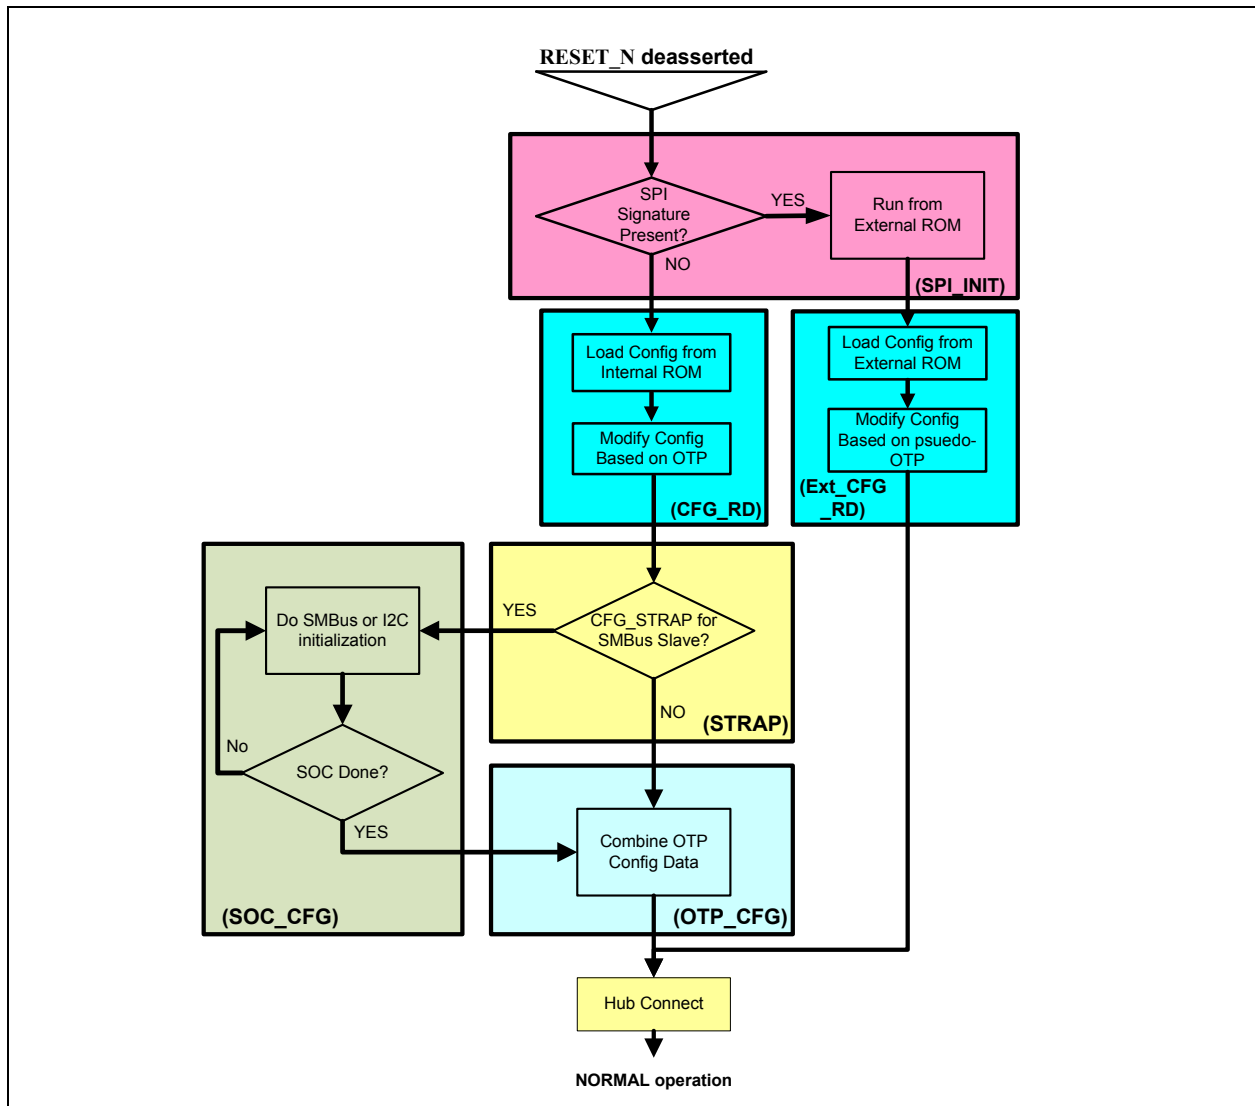 RESET_N deasserted
SPI
Signature
Present?
YES
Run from
External ROM
NO
(SPI_INIT)
Load Config from
Internal ROM
Load Config from
External ROM
Modify Config
Based on OTP
Modify Config
Based on psuedo-
OTP
(CFG_RD)
(Ext_CFG
_RD)
Do SMBus or I2C
initialization
YES
CFG_STRAP for
SMBus Slave?
NO
(STRAP)
No
SOC Done?
YES
Combine OTP
Config Data
(SOC_CFG)
(OTP_CFG)
Hub Connect
NORMAL operation